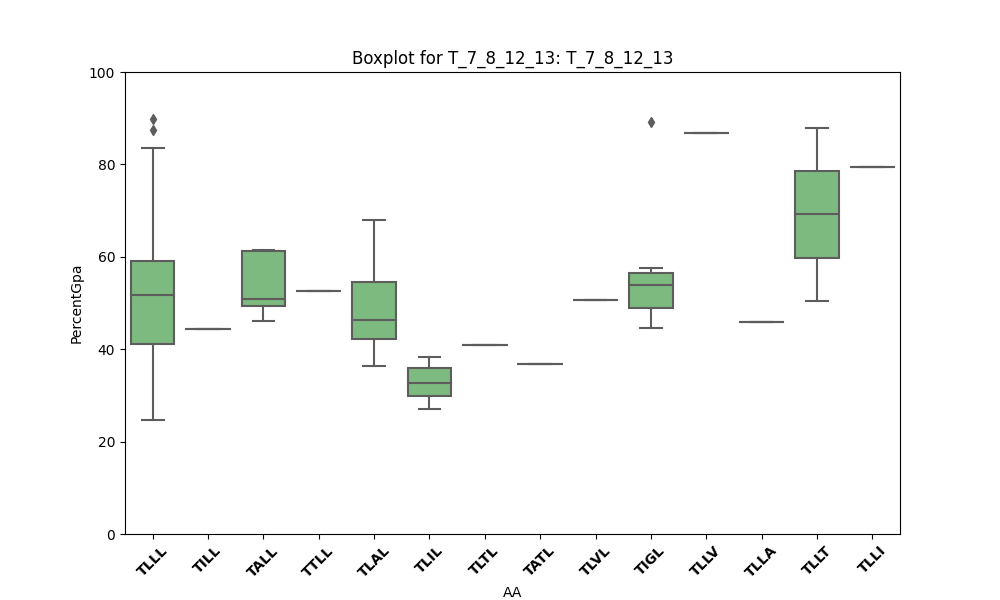 Boxplot for T_7_8_12_13: T_7_8_12_13
100
80
60
40
20
0
PercentGpa
TLLL TILL TALL TTLL TLAL TLIL TLTL TATL TLVL TIGL TLLV TLLA TLLT TLLI
AA